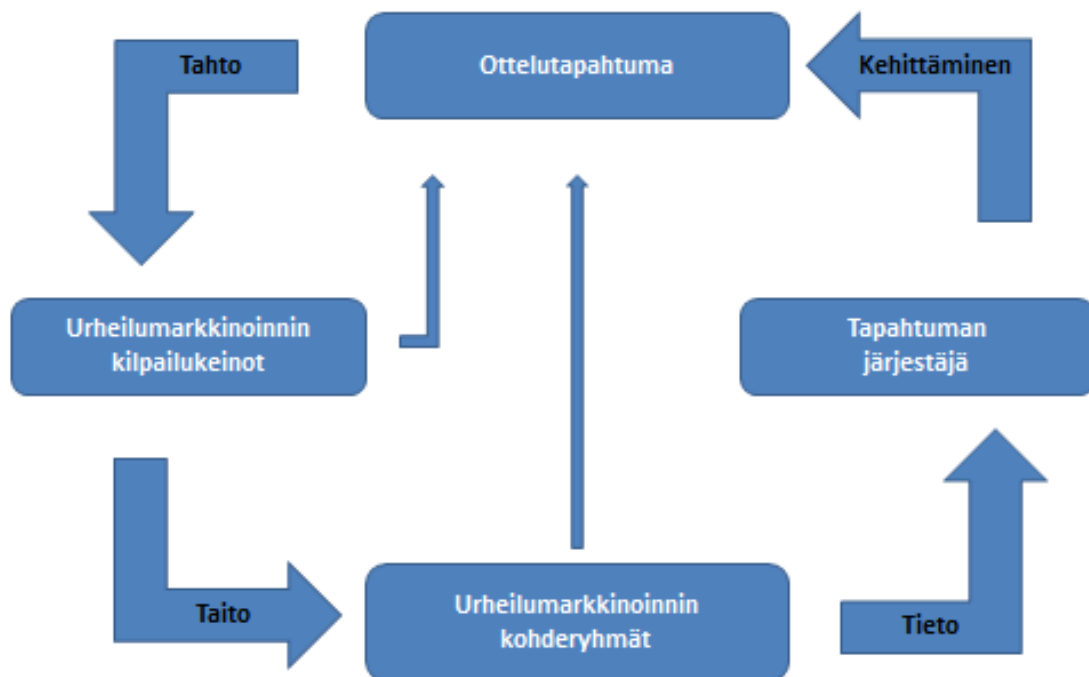 Tahto
Ottelutapahtuma
Kehittäminen
Urheilumarkkinoinnin
kilpailukeinot
Tapahtuman
järjestäjä
Taito
Urheilumarkkinoinnin
kohderyhmät
Tieto